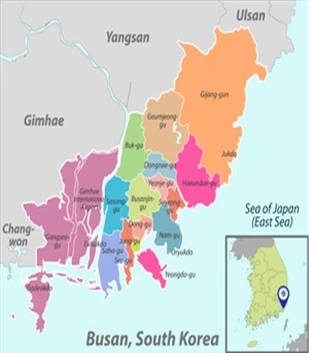 Ulsan
Yangsan
Gijang-gun
Gimhae
Geumjeong-
gu
Buk-gu
Dongnae-gu
Jukdo
Gimhae
International
Airport
Sasang-
gu
Yeonje-gu
Haeundae-gu
Busanjin-
gu
Suyeong-
gu
Sea of Japan
(East Sea)
Chang-
won
Gangseo-
gu
Dong-gu
Nam-gu
Eulsukdo
Saha-gu
Jung-gu
Oryukdo
Seo-gu
Yeongdo-gu
Gadeokdo
Busan, South Korea